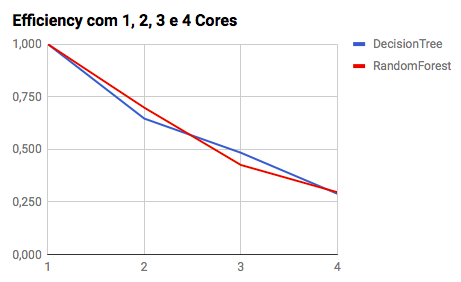 Efficiency com 1, 2, 3 e 4 Cores
1,000
0,750
0,500
0,250
0,000
1 2 3 4
DecisionTree
RandomForest